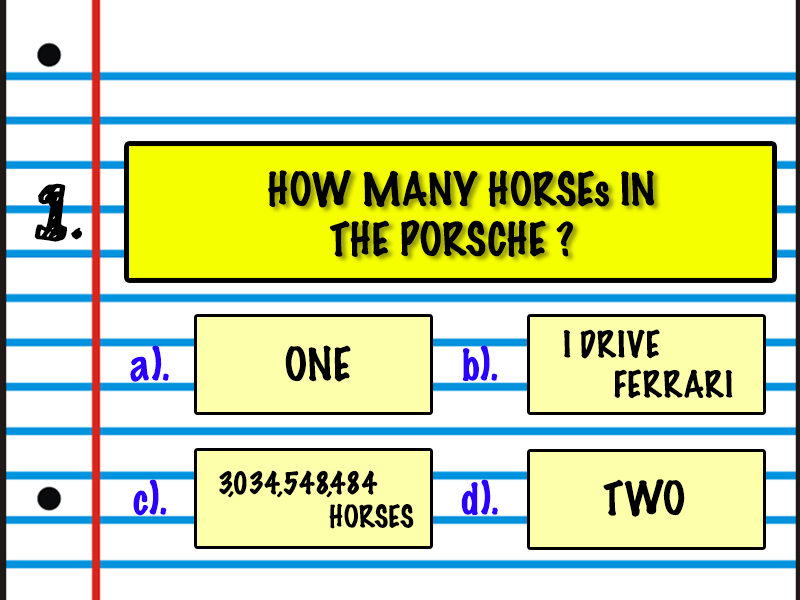 1.
HOW MANY HORSEs IN
THE PORSCHE ?
a). ONE
b). I DRIVE
FERRARI
c). 3,034,548,484
HORSES
d). TWO